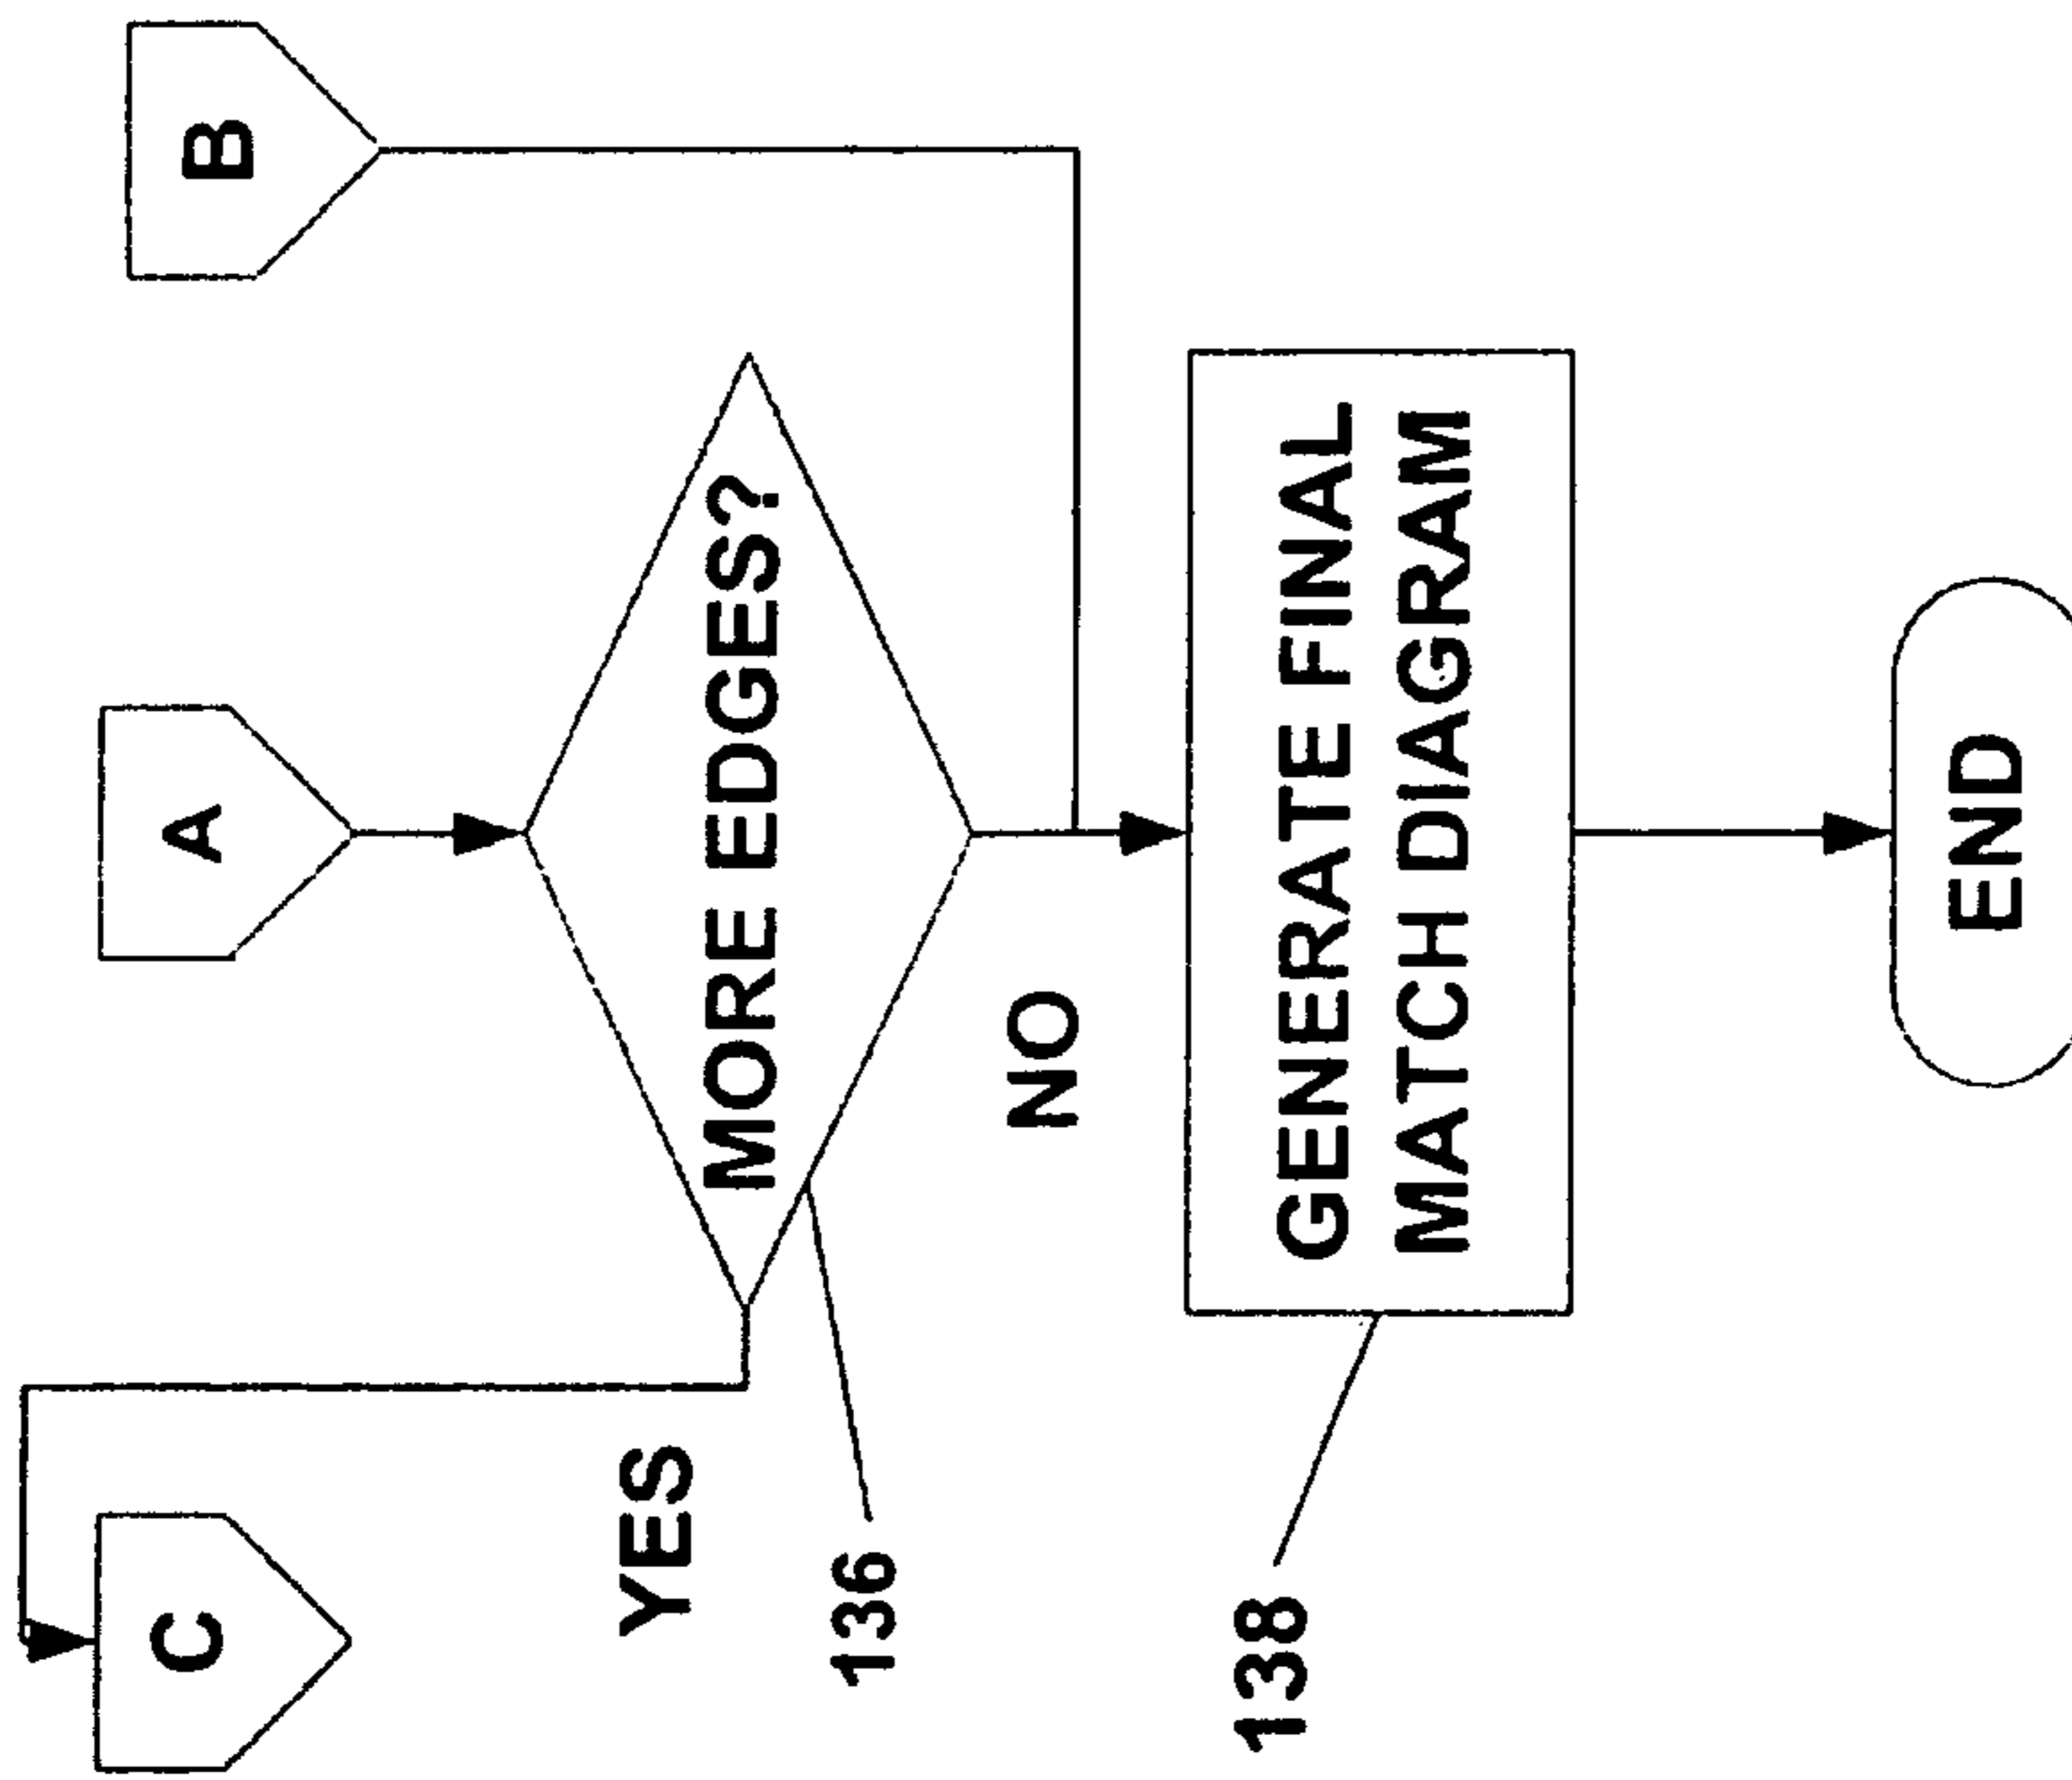 C
A
B
MORE EDGES?
YES
136
NO
GENERATE FINAL
MATCH DIAGRAM
138
END